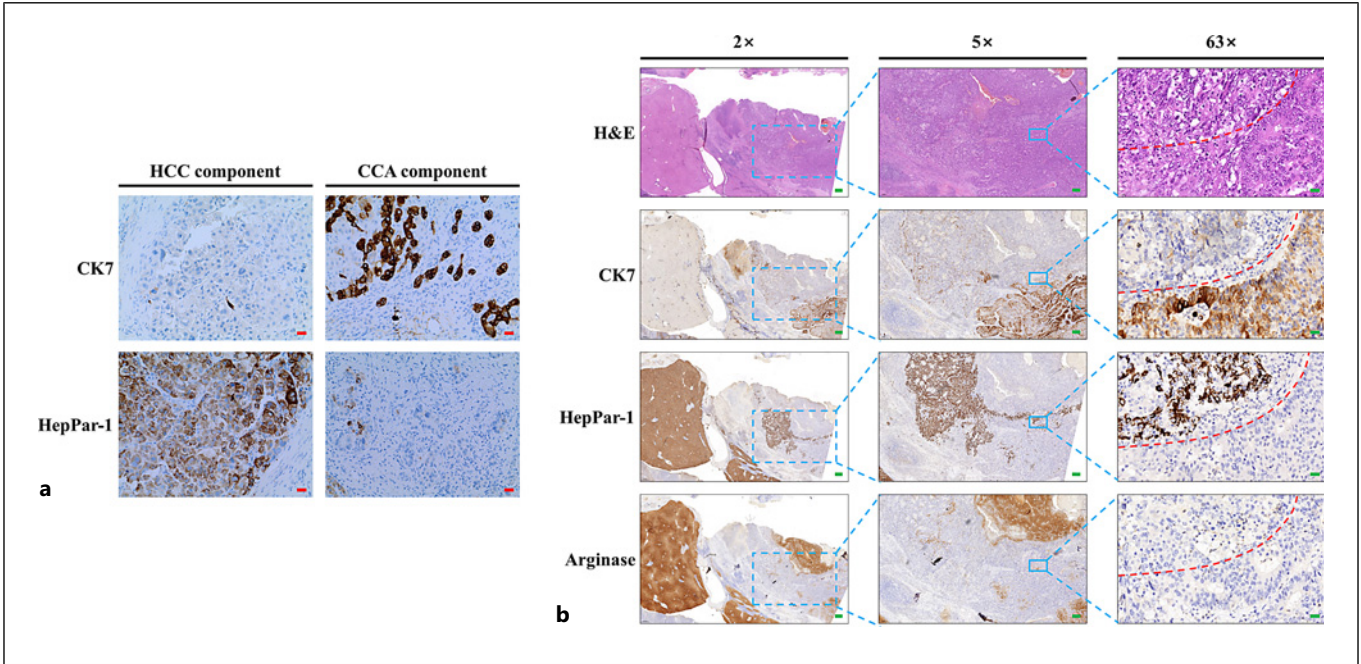 HCC component
CCA component
CK7
HepPar-1
a
2×
5×
63×
H&E
CK7
HepPar-1
Arginase
b